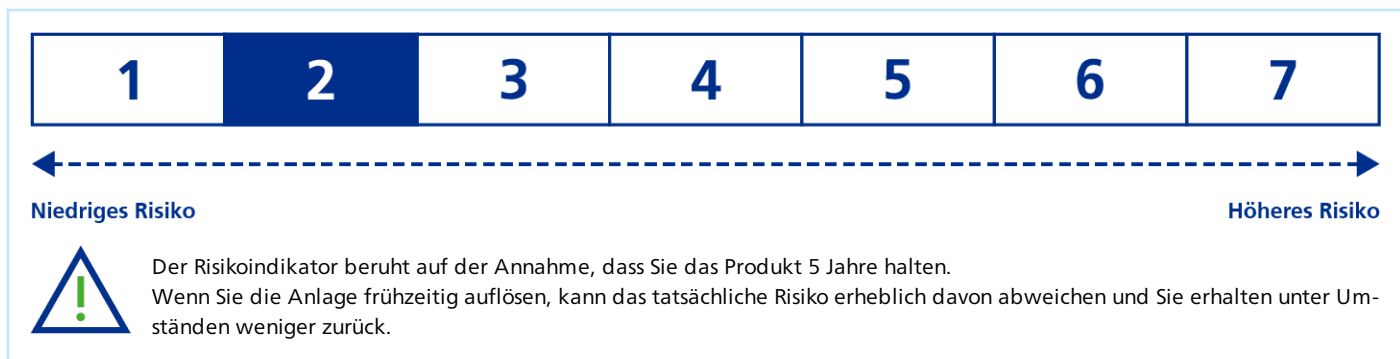 1 2 3 4 5 6 7
Niedriges Risiko Höheres Risiko
Der Risikoindikator beruht auf der Annahme, dass Sie das Produkt 5 Jahre halten.
Wenn Sie die Anlage frühzeitig auflösen, kann das tatsächliche Risiko erheblich davon abweichen und Sie erhalten unter Um-
ständen weniger zurück.